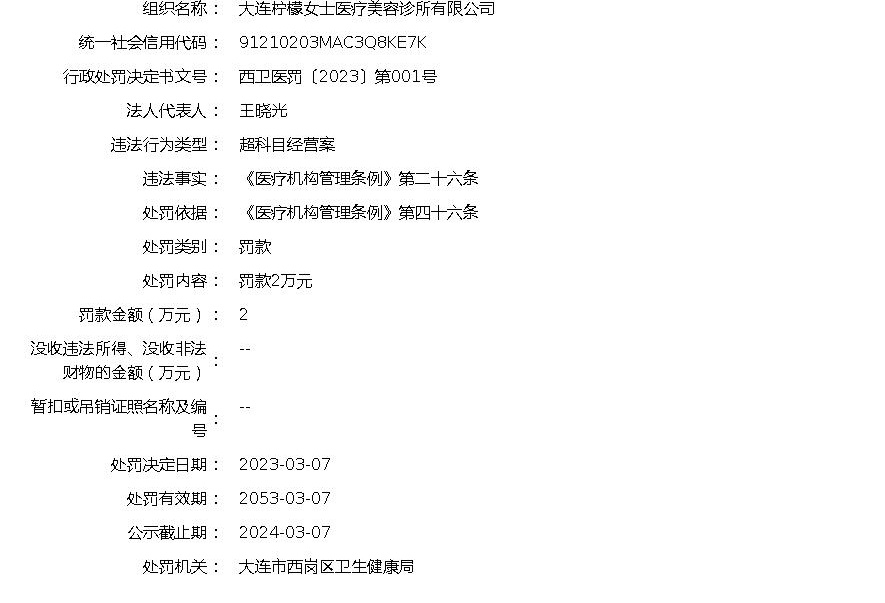 组织名称： 大连柠檬女士医疗美容诊所有限公司
统一社会信用代码： 91210203MAC3Q8KE7K
行政处罚决定书文号： 西卫医罚〔2023〕第001号
法人代表人： 王晓光
违法行为类型： 超科目经营案
违法事实： 《医疗机构管理条例》第二十六条
处罚依据： 《医疗机构管理条例》第四十六条
处罚类别： 罚款
处罚内容： 罚款2万元
罚款金额（万元）： 2
没收违法所得、没收非法
财物的金额（万元）： --
暂扣或吊销证照名称及编
号： --
处罚决定日期： 2023-03-07
处罚有效期： 2053-03-07
公示截止期： 2024-03-07
处罚机关： 大连市西岗区卫生健康局